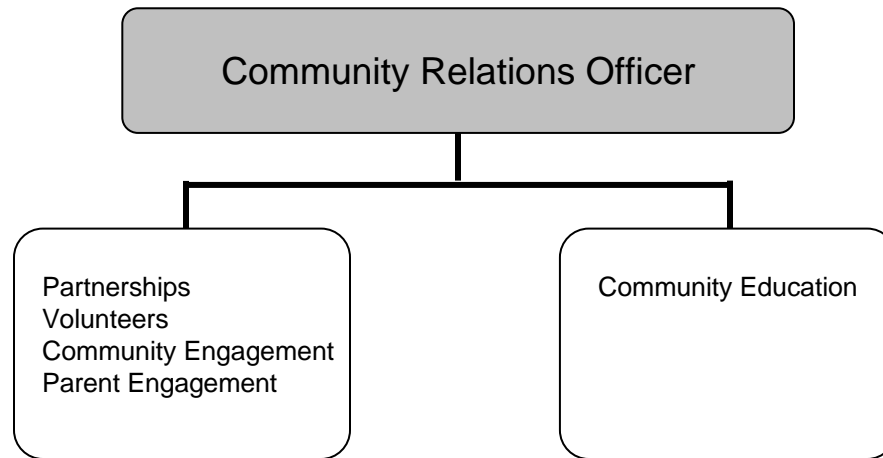 Community Relations Officer
Partnerships
Volunteers
Community Engagement
Parent Engagement
Community Education